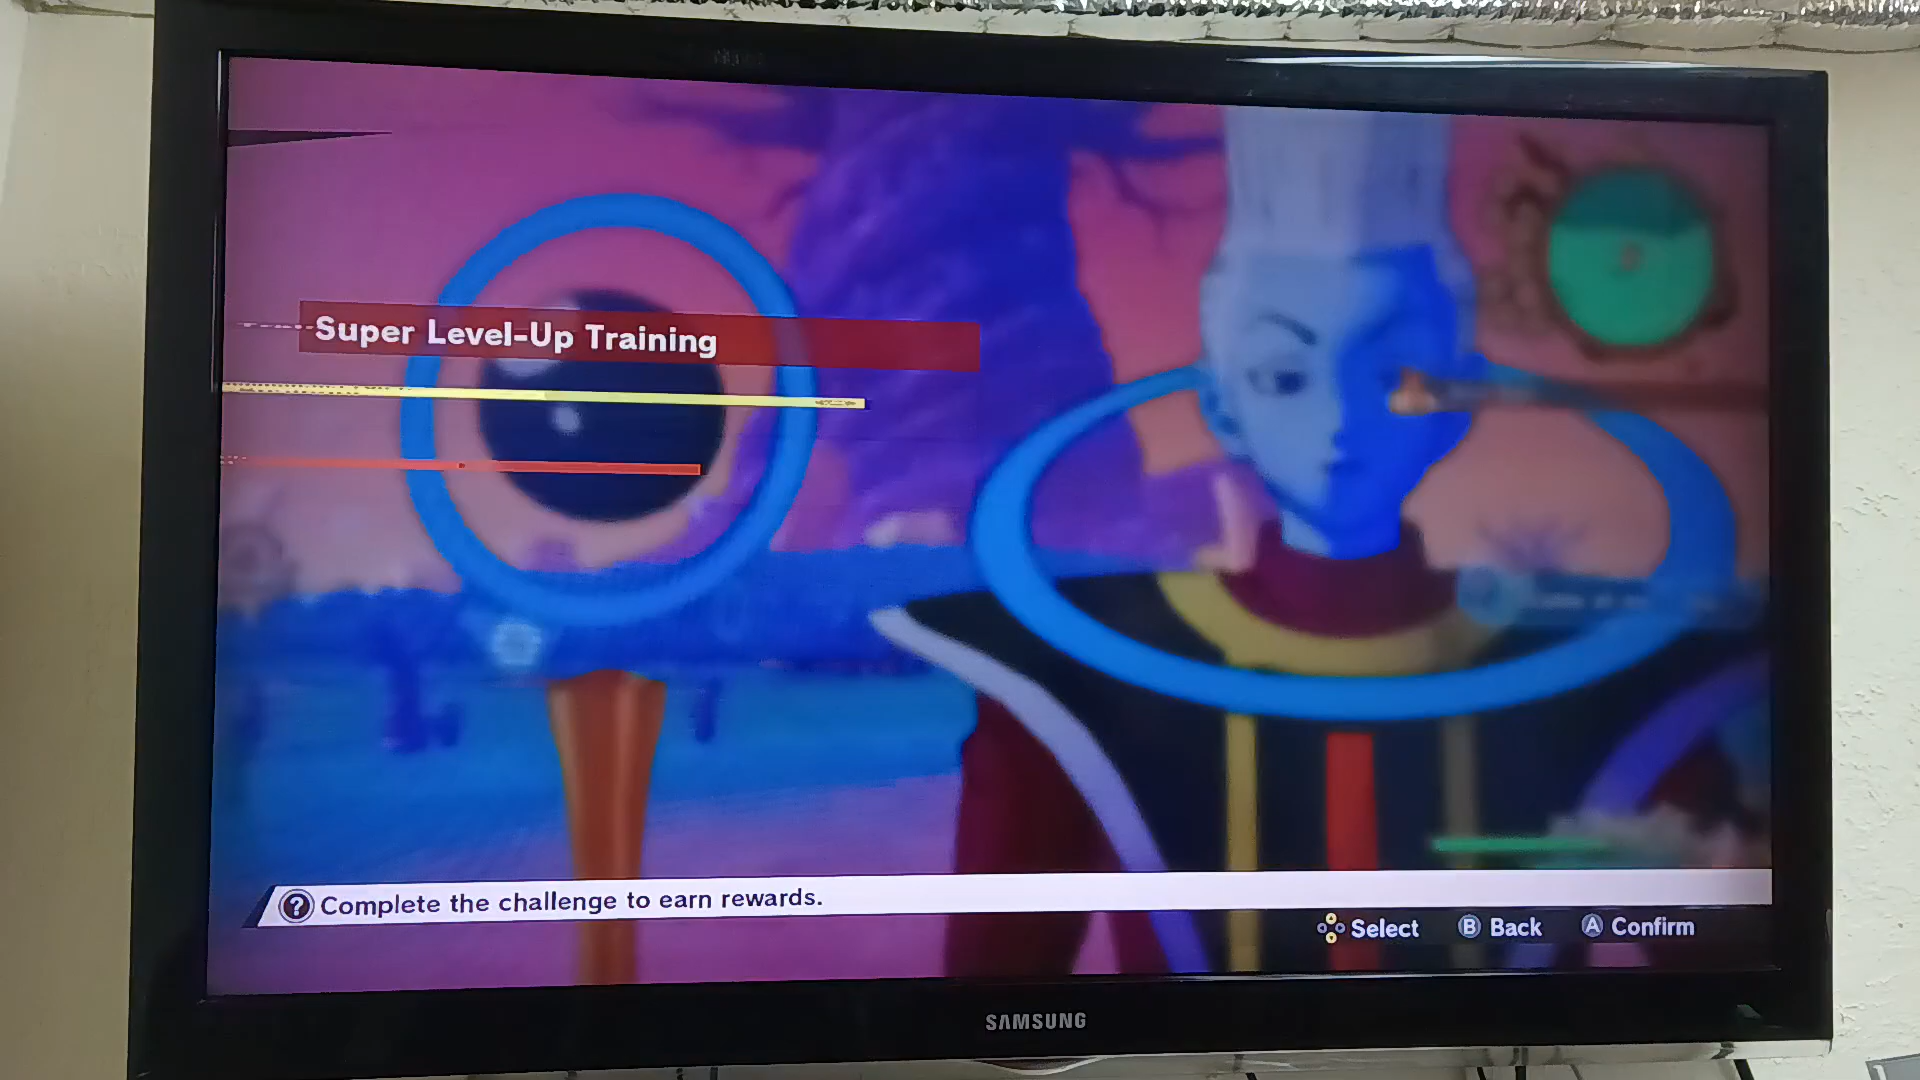 Super Level-Up Training
Complete the challenge to earn rewards.
Select
B Back
A Confirm
SAMSUNG